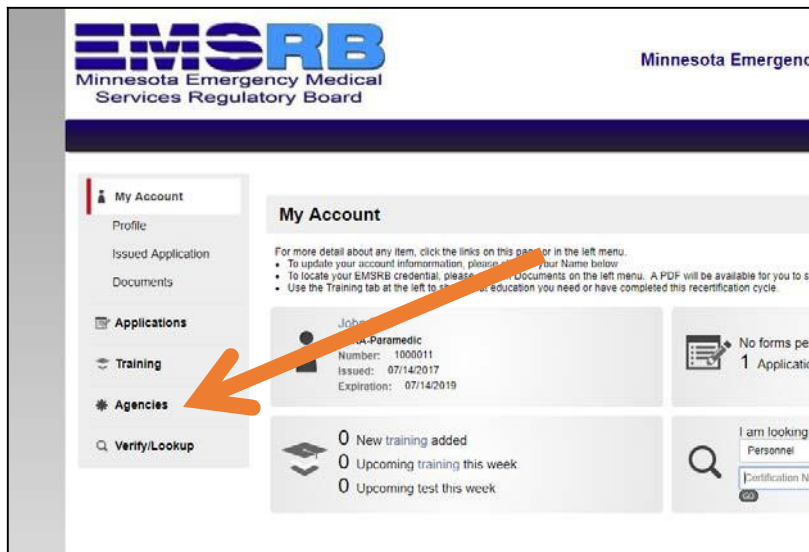 EMSRB
Minnesota Emergency Medical
Services Regulatory Board
Minnesota Emergenc
My Account
Profile
Issued Application
Documents
Applications
Training
Agencies
Verify/Lookup
My Account
For more detail about any item, click the links on this page or in the left menu.
To update your account infomormation, please your Name below
To locate your EMSRB credential, please Documents on the left menu. A PDF will be available for you to s
Use the Training tab at the left to education you need or have completed this recertification cycle.
-Paramedic
Number: 1000011
Issued: 07/14/2017
Expiration: 07/14/2019
No forms pe
1 Applicatio
0 New training added
0 Upcoming training this week
0 Upcoming test this week
I am looking
Personnel
Certification N
GO